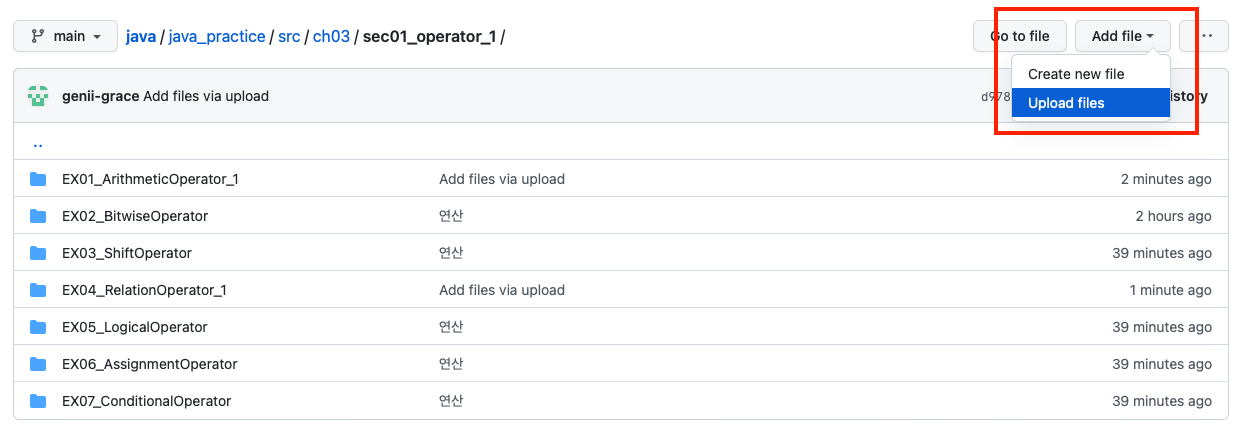 main java / java_practice / src / ch03 / sec01_operator_1 / Go to file Add file
Create new file
genii-grace Add files via upload d978 istory
Upload files
..
EX01_ArithmeticOperator_1 Add files via upload 2 minutes ago
EX02_BitwiseOperator 연산 2 hours ago
EX03_ShiftOperator 연산 39 minutes ago
EX04_RelationOperator_1 Add files via upload 1 minute ago
EX05_LogicalOperator 연산 39 minutes ago
EX06_AssignmentOperator 연산 39 minutes ago
EX07_ConditionalOperator 연산 39 minutes ago